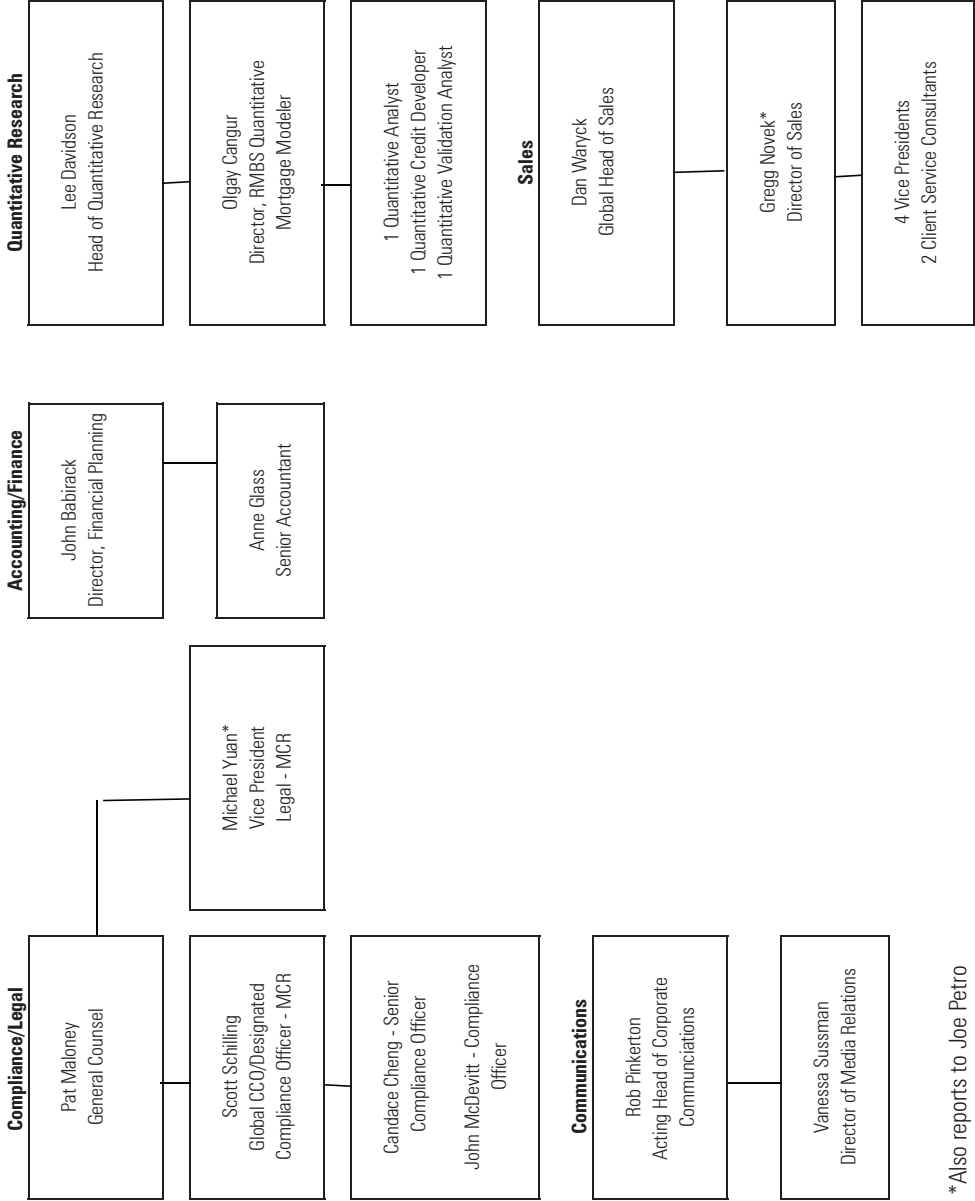 Compliance/Legal
Pat Maloney
General Counsel
Scott Schilling
Global CCO/Designated
Compliance Officer - MCR
Candace Cheng - Senior
Compliance Officer
John McDevitt - Compliance
Officer
Michael Yuan*
Vice President
Legal - MCR
Accounting/Finance
John Babirack
Director, Financial Planning
Anne Glass
Senior Accountant
Quantitative Research
Lee Davidson
Head of Quantitative Research
Olgay Cangur
Director, RMBS Quantitative
Mortgage Modeler
1 Quantitative Analyst
1 Quantitative Credit Developer
1 Quantitative Validation Analyst
Communications
Rob Pinkerton
Acting Head of Corporate
Communciations
Vanessa Sussman
Director of Media Relations
Sales
Dan Waryck
Global Head of Sales
Gregg Novek*
Director of Sales
4 Vice Presidents
2 Client Service Consultants
*Also reports to Joe Petro